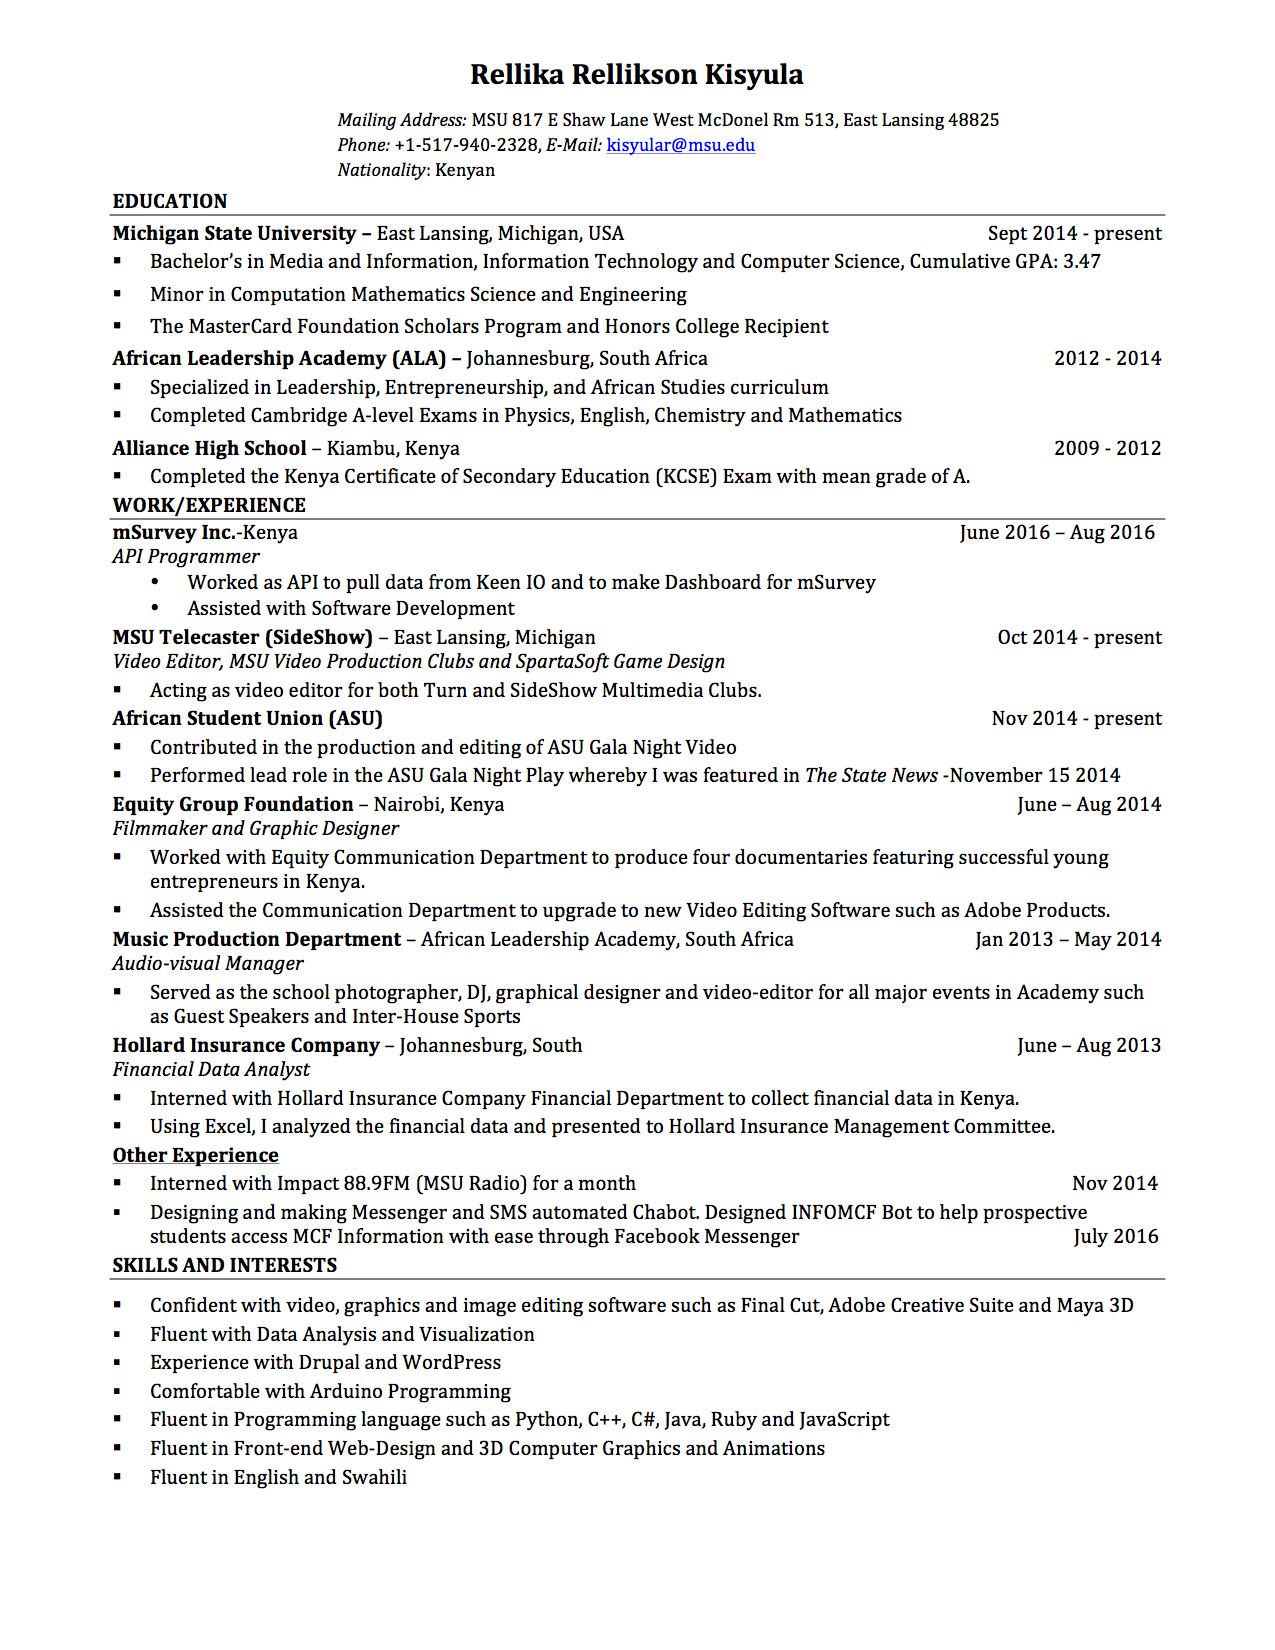 Rellika Rellikson Kisyula
Mailing Address: MSU 817 E Shaw Lane West McDonel Rm 513, East Lansing 48825
Phone: +1-517-940-2328, E-Mail: kisyular@msu.edu
Nationality: Kenyan
EDUCATION
Michigan State University – East Lansing, Michigan, USA Sept 2014 - present
▪ Bachelor’s in Media and Information, Information Technology and Computer Science, Cumulative GPA: 3.47
▪ Minor in Computation Mathematics Science and Engineering
▪ The MasterCard Foundation Scholars Program and Honors College Recipient
African Leadership Academy (ALA) – Johannesburg, South Africa 2012 - 2014
▪ Specialized in Leadership, Entrepreneurship, and African Studies curriculum
▪ Completed Cambridge A-level Exams in Physics, English, Chemistry and Mathematics
Alliance High School – Kiambu, Kenya 2009 - 2012
▪ Completed the Kenya Certificate of Secondary Education (KCSE) Exam with mean grade of A.
WORK/EXPERIENCE
mSurvey Inc.-Kenya June 2016 – Aug 2016
API Programmer
• Worked as API to pull data from Keen IO and to make Dashboard for mSurvey
• Assisted with Software Development
MSU Telecaster (SideShow) – East Lansing, Michigan Oct 2014 - present
Video Editor, MSU Video Production Clubs and SpartaSoft Game Design
▪ Acting as video editor for both Turn and SideShow Multimedia Clubs.
African Student Union (ASU) Nov 2014 - present
▪ Contributed in the production and editing of ASU Gala Night Video
▪ Performed lead role in the ASU Gala Night Play whereby I was featured in The State News -November 15 2014
Equity Group Foundation – Nairobi, Kenya June – Aug 2014
Filmmaker and Graphic Designer
▪ Worked with Equity Communication Department to produce four documentaries featuring successful young
entrepreneurs in Kenya.
▪ Assisted the Communication Department to upgrade to new Video Editing Software such as Adobe Products.
Music Production Department – African Leadership Academy, South Africa Jan 2013 – May 2014
Audio-visual Manager
▪ Served as the school photographer, DJ, graphical designer and video-editor for all major events in Academy such
as Guest Speakers and Inter-House Sports
Hollard Insurance Company – Johannesburg, South June – Aug 2013
Financial Data Analyst
▪ Interned with Hollard Insurance Company Financial Department to collect financial data in Kenya.
▪ Using Excel, I analyzed the financial data and presented to Hollard Insurance Management Committee.
Other Experience
▪ Interned with Impact 88.9FM (MSU Radio) for a month Nov 2014
▪ Designing and making Messenger and SMS automated Chabot. Designed INFOMCF Bot to help prospective
students access MCF Information with ease through Facebook Messenger July 2016
SKILLS AND INTERESTS
▪ Confident with video, graphics and image editing software such as Final Cut, Adobe Creative Suite and Maya 3D
▪ Fluent with Data Analysis and Visualization
▪ Experience with Drupal and WordPress
▪ Comfortable with Arduino Programming
▪ Fluent in Programming language such as Python, C++, C#, Java, Ruby and JavaScript
▪ Fluent in Front-end Web-Design and 3D Computer Graphics and Animations
▪ Fluent in English and Swahili